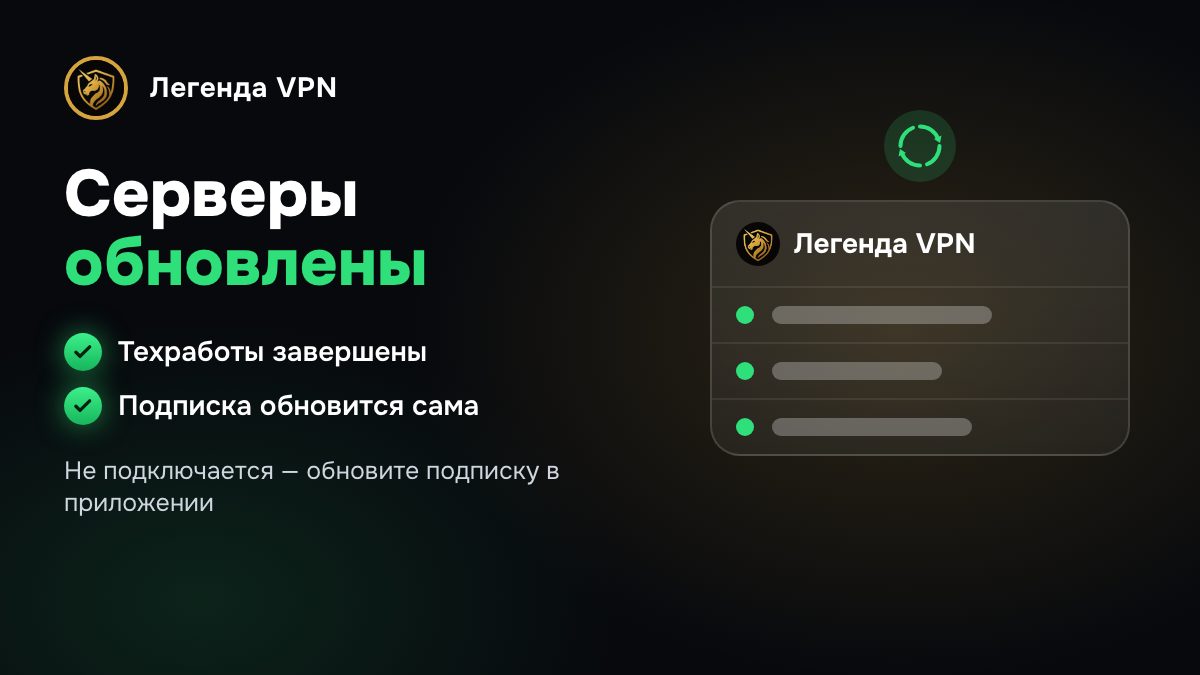 Легенда VPN
Серверы
обновлены
Техработы завершены
Подписка обновится сама
Не подключается — обновите подписку в
приложении
Легенда VPN